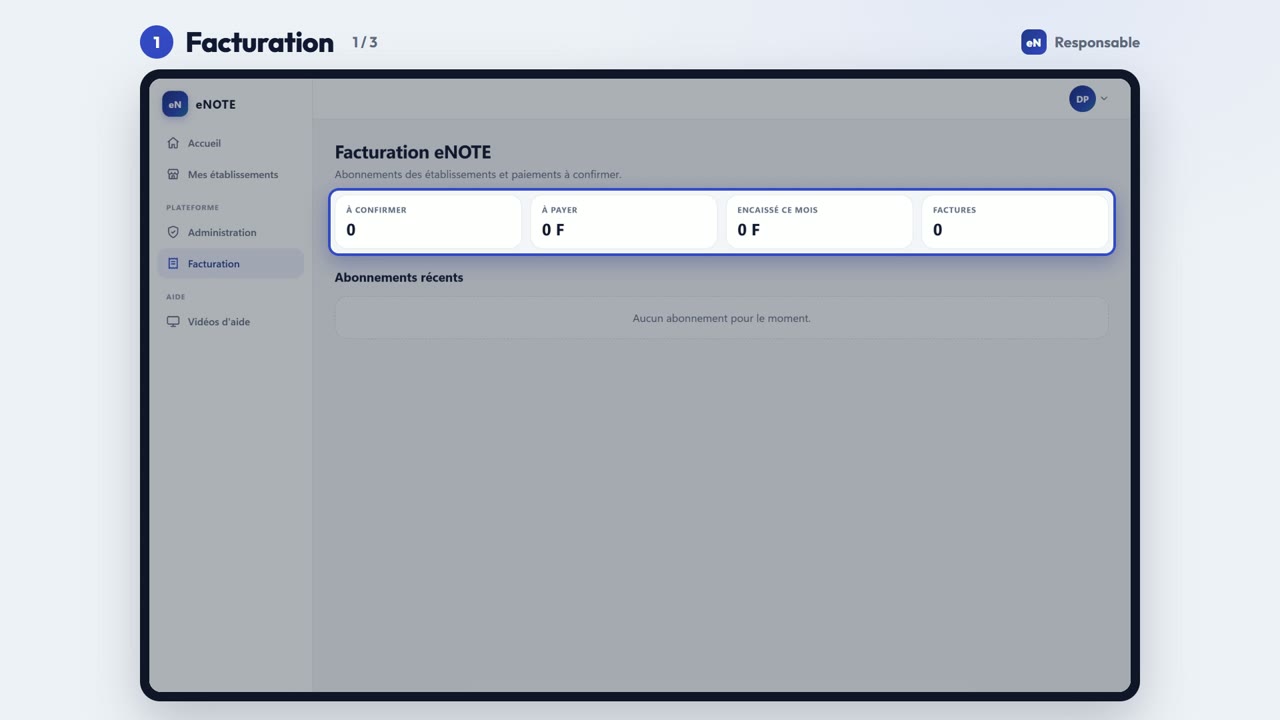 1 Facturation 1 / 3
eN Responsable
eN eNOTE
DP
Accueil
Mes établissements
PLATEFORME
Administration
Facturation
AIDE
Vidéos d'aide
Facturation eNOTE
Abonnements des établissements et paiements à confirmer.
À CONFIRMER
0
À PAYER
0 F
ENCAISSÉ CE MOIS
0 F
FACTURES
0
Abonnements récents
Aucun abonnement pour le moment.